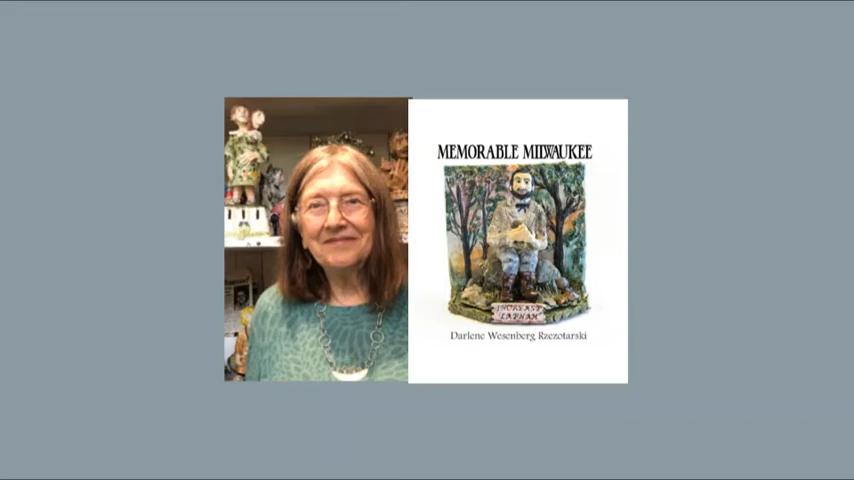 MEMORABLE MILWAUKEE
INCREASE
LAPHAM
Darlene Wesenberg Rzezotarski